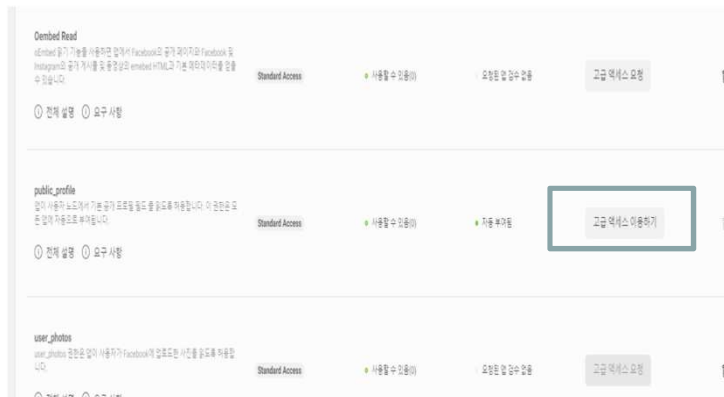 Oembed Read
oEmbed 읽기 기능을 사용하면 앱에서 Facebook의 공개 페이지와 Facebook 및
Instagram의 공개 게시물 및 동영상의 emebed HTML과 기본 메타데이터를 얻을
수 있습니다.
Standard Access
사용할 수 있음(0)
요청된 앱 검수 없음
고급 액세스 요청
전체 설명 요구 사항
public_profile
앱이 사용자 노드에서 기본 공개 프로필 필드를 읽도록 허용합니다. 이 권한은 모
든 앱에 자동으로 부여됩니다.
Standard Access
사용할 수 있음(0)
자동 부여됨
고급 액세스 이용하기
전체 설명 요구 사항
user_photos
user_photos 권한은 앱이 사용자가 Facebook에 업로드한 사진을 읽도록 허용합
니다.
Standard Access
사용할 수 있음(0)
요청된 앱 검수 없음
고급 액세스 요청
전체 설명 요구 사항